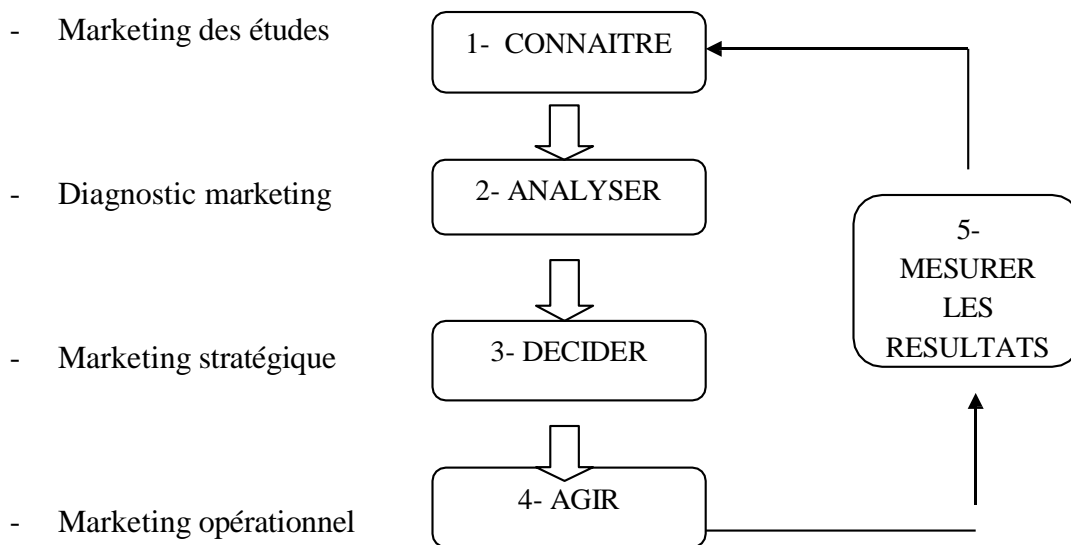 - Marketing des études
1- CONNAITRE
- Diagnostic marketing
2- ANALYSER
5-
MESURER
LES
RESULTATS
- Marketing stratégique
3- DECIDER
- Marketing opérationnel
4- AGIR